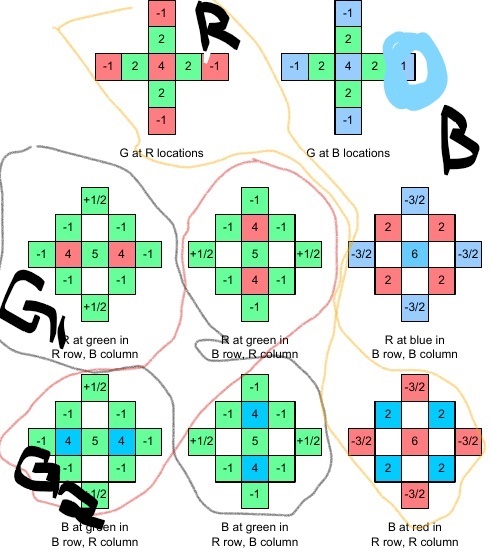 -1 -1
R
2 2
-1 2 4 2 -1 -1 2 4 2 1
2 2
-1 -1
B
G at R locations G at B locations
+1/2 -1 -3/2
-1 -1 -1 4 -1 2 2
-1 4 5 4 -1 +1/2 5 +1/2 -3/2 6 -3/2
-1 -1 -1 4 -1 2 2
+1/2 -1 -3/2
G1
R at green in R at green in R at blue in
R row, B column B row, R column B row, B column
+1/2 -1 -3/2
-1 -1 -1 4 -1 2 2
-1 4 5 4 -1 +1/2 5 +1/2 -3/2 6 -3/2
-1 -1 -1 4 -1 2 2
G2
1/2 -1 -3/2
B at green in B at green in B at red in
B row, R column R row, B column R row, R column